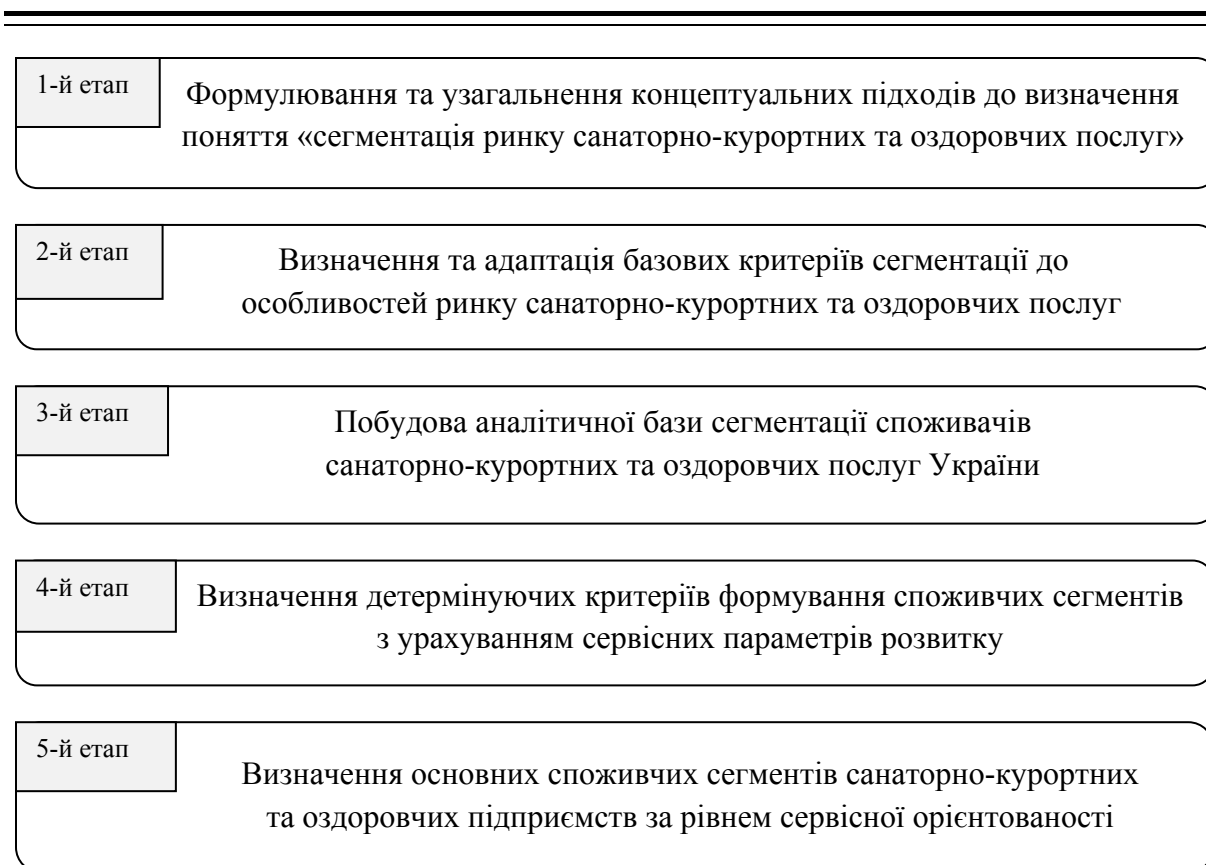 1-й етап
Формулювання та узагальнення концептуальних підходів до визначення
поняття «сегментація ринку санаторно-курортних та оздоровчих послуг»
2-й етап
Визначення та адаптація базових критеріїв сегментації до
особливостей ринку санаторно-курортних та оздоровчих послуг
3-й етап
Побудова аналітичної бази сегментації споживачів
санаторно-курортних та оздоровчих послуг України
4-й етап
Визначення детермінуючих критеріїв формування споживчих сегментів
з урахуванням сервісних параметрів розвитку
5-й етап
Визначення основних споживчих сегментів санаторно-курортних
та оздоровчих підприємств за рівнем сервісної орієнтованості